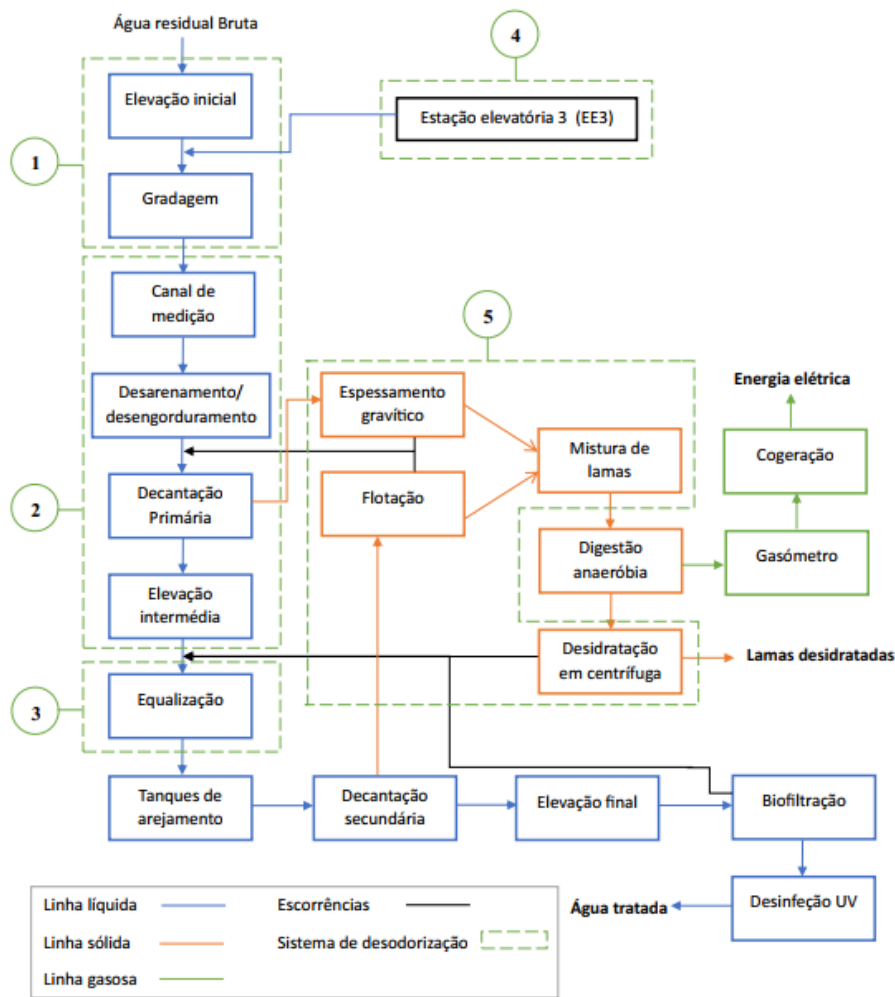 Água residual Bruta
4
Elevação inicial
Estação elevatória 3 (EE3)
1
Gradagem
Canal de
medição
5
Desarenamento/
desengorduramento
Espessamento
gravítico
Energia elétrica
Mistura de
lamas
Cogeração
2
Decantação
Primária
Flotação
Digestão
anaeróbia
Gasómetro
Elevação
intermédia
Desidratação
em centrífuga
Lamas desidratadas
3
Equalização
Tanques de
arejamento
Decantação
secundária
Elevação final
Biofiltração
Desinfeção UV
Água tratada
Linha líquida
Escorrências
Linha sólida
Sistema de desodorização
Linha gasosa